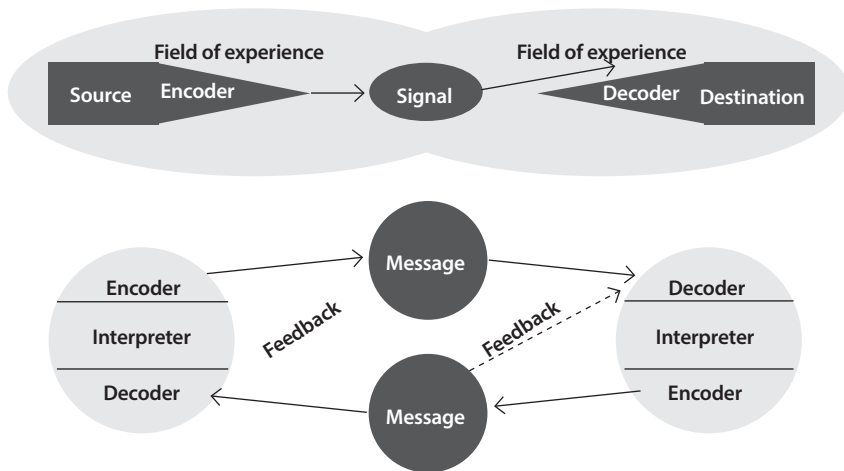 Field of experience
Field of experience
Source
Encoder
Signal
Decoder
Destination
Message
Encoder
Interpreter
Decoder
Feedback
Feedback
Decoder
Interpreter
Encoder
Message